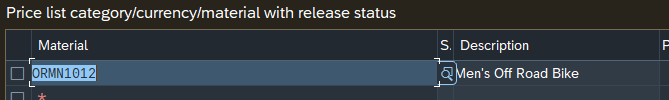 Price list category/currency/material with release status
Material S. Description P
ORMN1012 Men's Off Road Bike
*